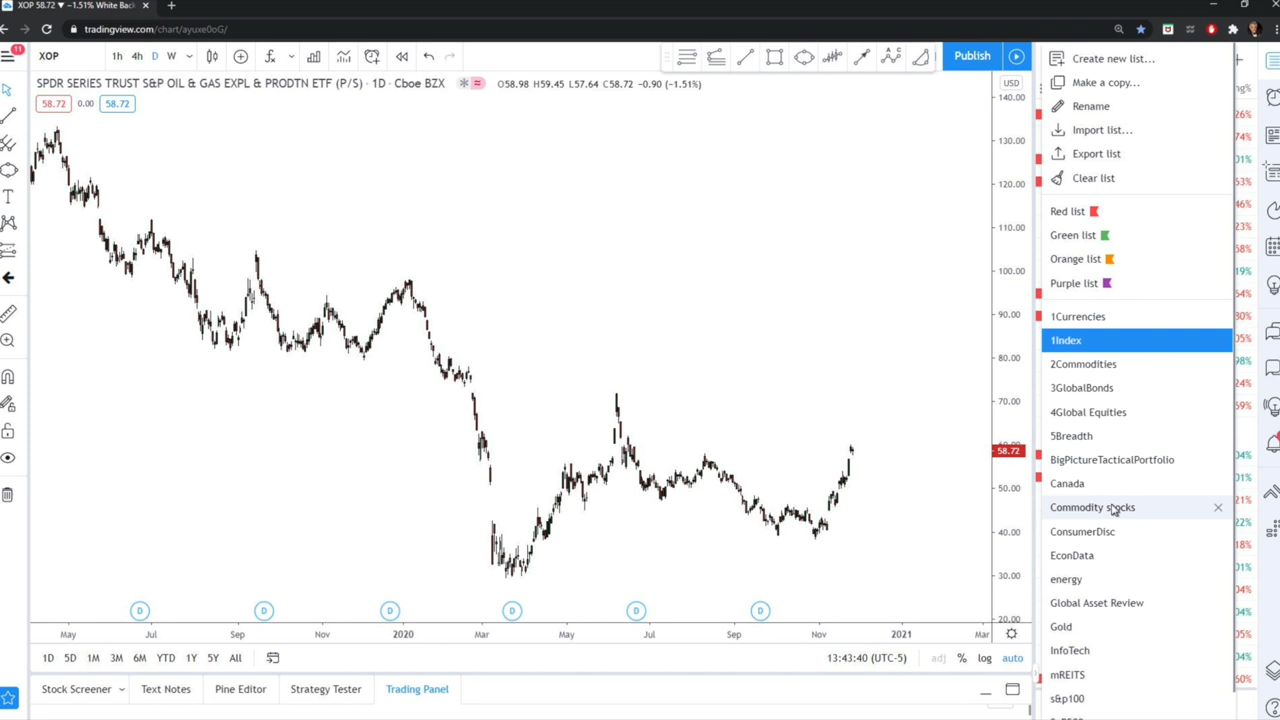 XOP 58.72 ▼ −1.51% White Bac
tradingview.com/chart/ayuxe0oG/
11
XOP
1h 4h D W
Publish
SPDR SERIES TRUST S&P OIL & GAS EXPL & PRODTN ETF (P/S) · 1D · Cboe BZX
O58.98 H59.45 L57.64 C58.72 −0.90 (−1.51%)
USD
58.72 0.00 58.72
140.00
130.00
120.00
110.00
100.00
90.00
80.00
70.00
58.72
50.00
40.00
30.00
20.00
D D D D D D
May Jul Sep Nov 2020 Mar May Jul Sep Nov 2021 Mar
1D 5D 1M 3M 6M YTD 1Y 5Y All
13:43:40 (UTC-5)
adj % log auto
Stock Screener
Text Notes
Pine Editor
Strategy Tester
Trading Panel
Create new list...
Make a copy...
Rename
Import list...
Export list
Clear list
Red list
Green list
Orange list
Purple list
1Currencies
1Index
2Commodities
3GlobalBonds
4Global Equities
5Breadth
BigPictureTacticalPortfolio
Canada
Commodity stocks
ConsumerDisc
EconData
energy
Global Asset Review
Gold
InfoTech
mREITS
s&p100